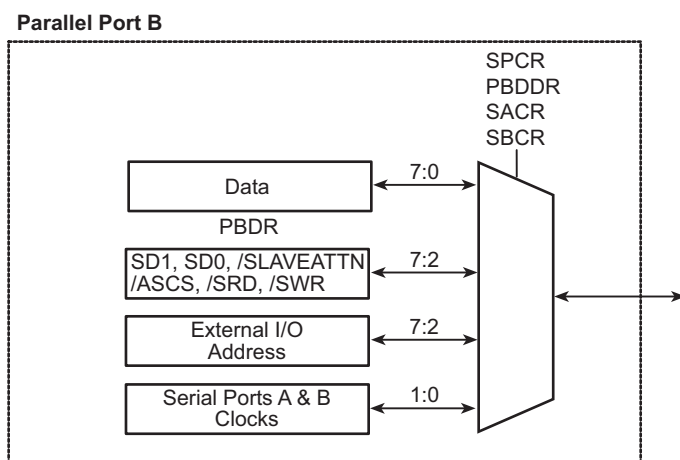 Parallel Port B
SPCR
PBDDR
SACR
SBCR
Data
7:0
PBDR
SD1, SD0, /SLAVEATTN
/ASCS, /SRD, /SWR
7:2
External I/O
Address
7:2
Serial Ports A & B
Clocks
1:0